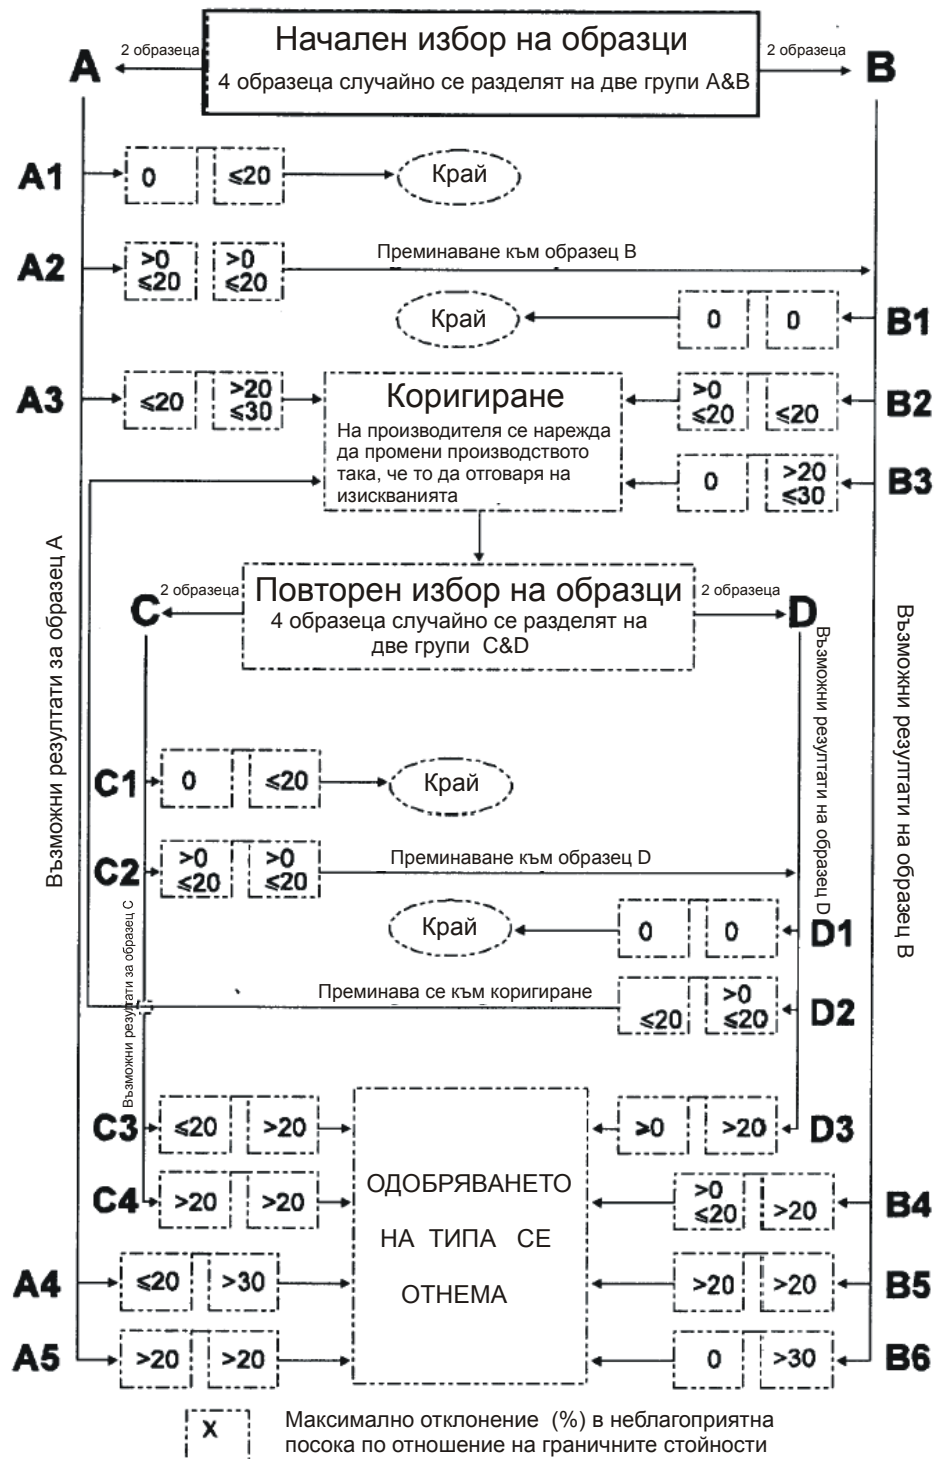 Начален избор на образци
4 образеца случайно се разделят на две групи A&B
2 образеца
2 образеца
A
B
A1
0
≤20
Край
A2
>0
≤20
>0
≤20
Преминаване към образец B
Край
0
0
B1
A3
≤20
>20
≤30
Коригиране
На производителя се нарежда
да промени производството
така, че то да отговаря на
изискванията
>0
≤20
≤20
B2
0
>20
≤30
B3
Възможни резултати за образец A
Повторен избор на образци
4 образеца случайно се разделят на
две групи C&D
2 образеца
2 образеца
C
D
Възможни резултати на образец D
Възможни резултати на образец B
C1
0
≤20
Край
C2
>0
≤20
>0
≤20
Преминаване към образец D
Край
0
0
D1
Възможни резултати за образец C
Преминава се към коригиране
≤20
>0
≤20
D2
C3
≤20
>20
≥0
>20
D3
ОДОБРЯВАНЕТО
НА ТИПА СЕ
ОТНЕМА
C4
>20
>20
>0
≤20
>20
B4
A4
≤20
>30
>20
>20
B5
A5
>20
>20
0
>30
B6
X
Максимално отклонение (%) в неблагоприятна
посока по отношение на граничните стойности